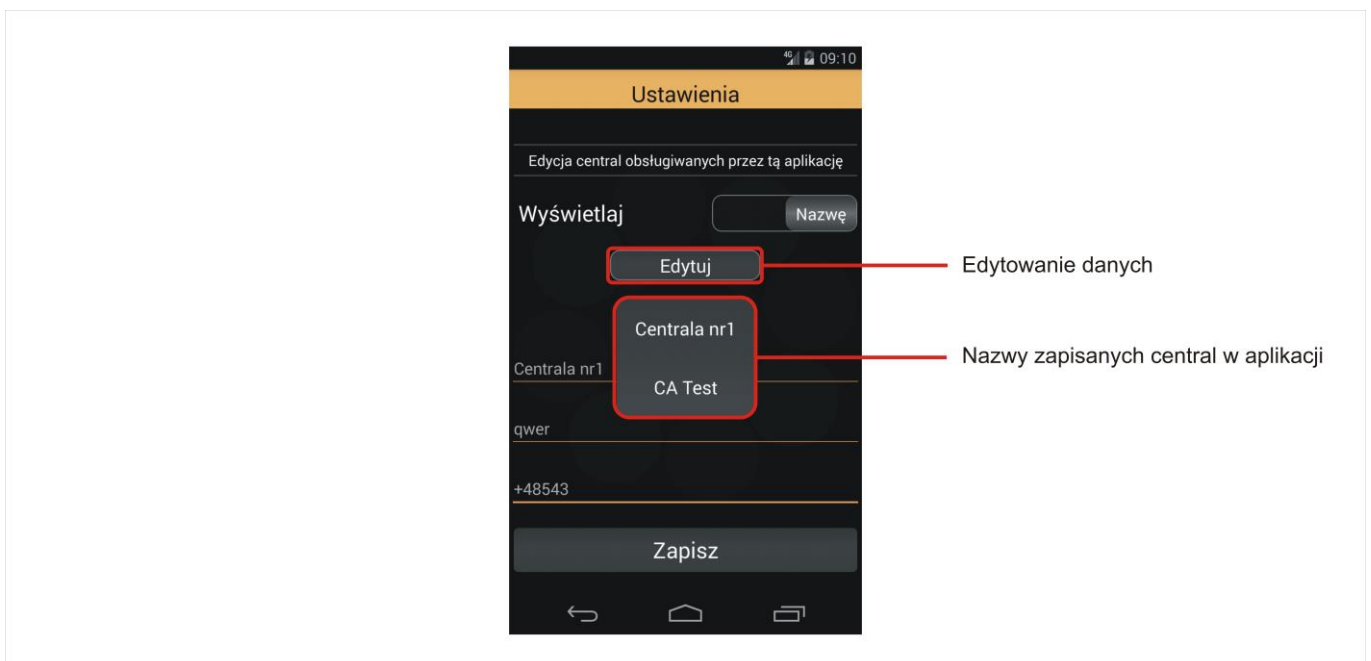 4G 09:10
Ustawienia
Edycja central obsługiwanych przez tą aplikację
Wyświetlaj Nazwę
Edytuj
Edytowanie danych
Centrala nr1
Nazwy zapisanych central w aplikacji
Centrala nr1
CA Test
qwer
+48543
Zapisz